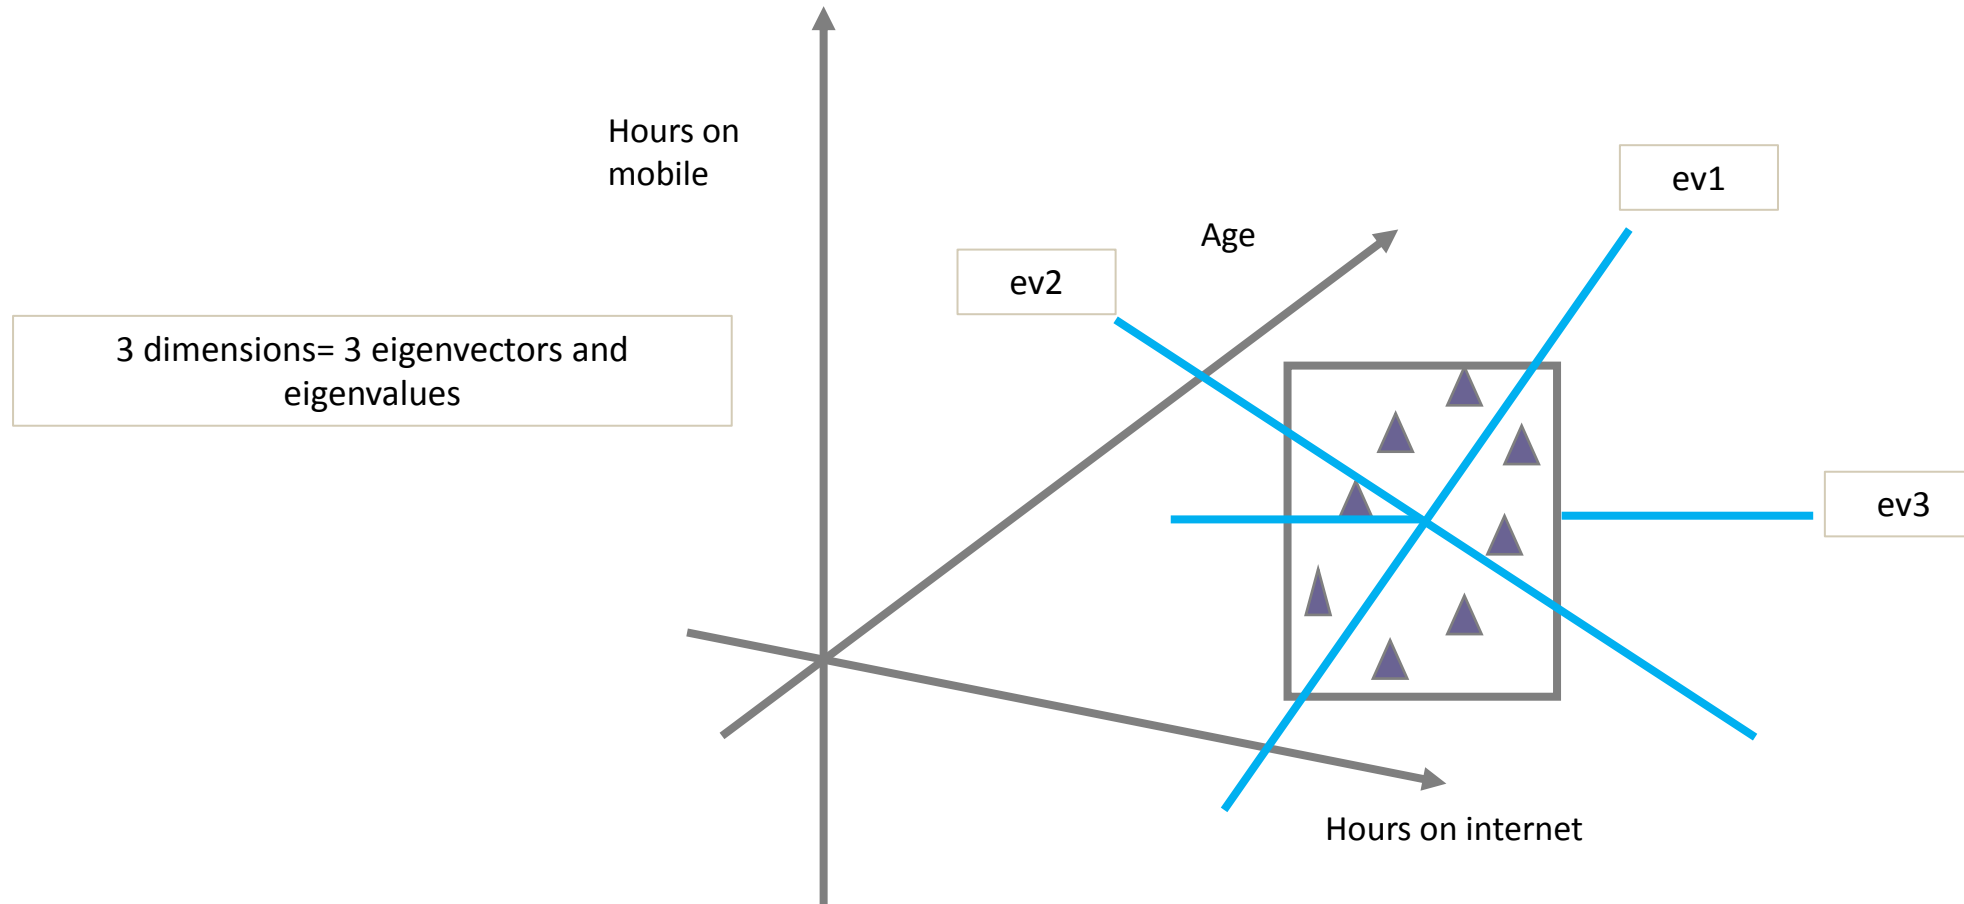 Hours on
mobile
ev1
Age
ev2
3 dimensions= 3 eigenvectors and
eigenvalues
ev3
Hours on internet